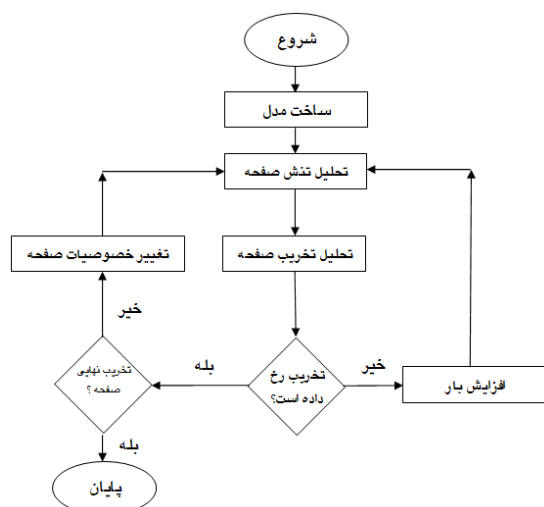 شروع
ساخت مدل
تحلیل تنش صفحه
تغییر خصوصیات صفحه
تحلیل تخریب صفحه
خیر
تخریب رخ
داده است؟
خیر
افزایش بار
بله
تخریب نهایی
صفحه ؟
بله
پایان